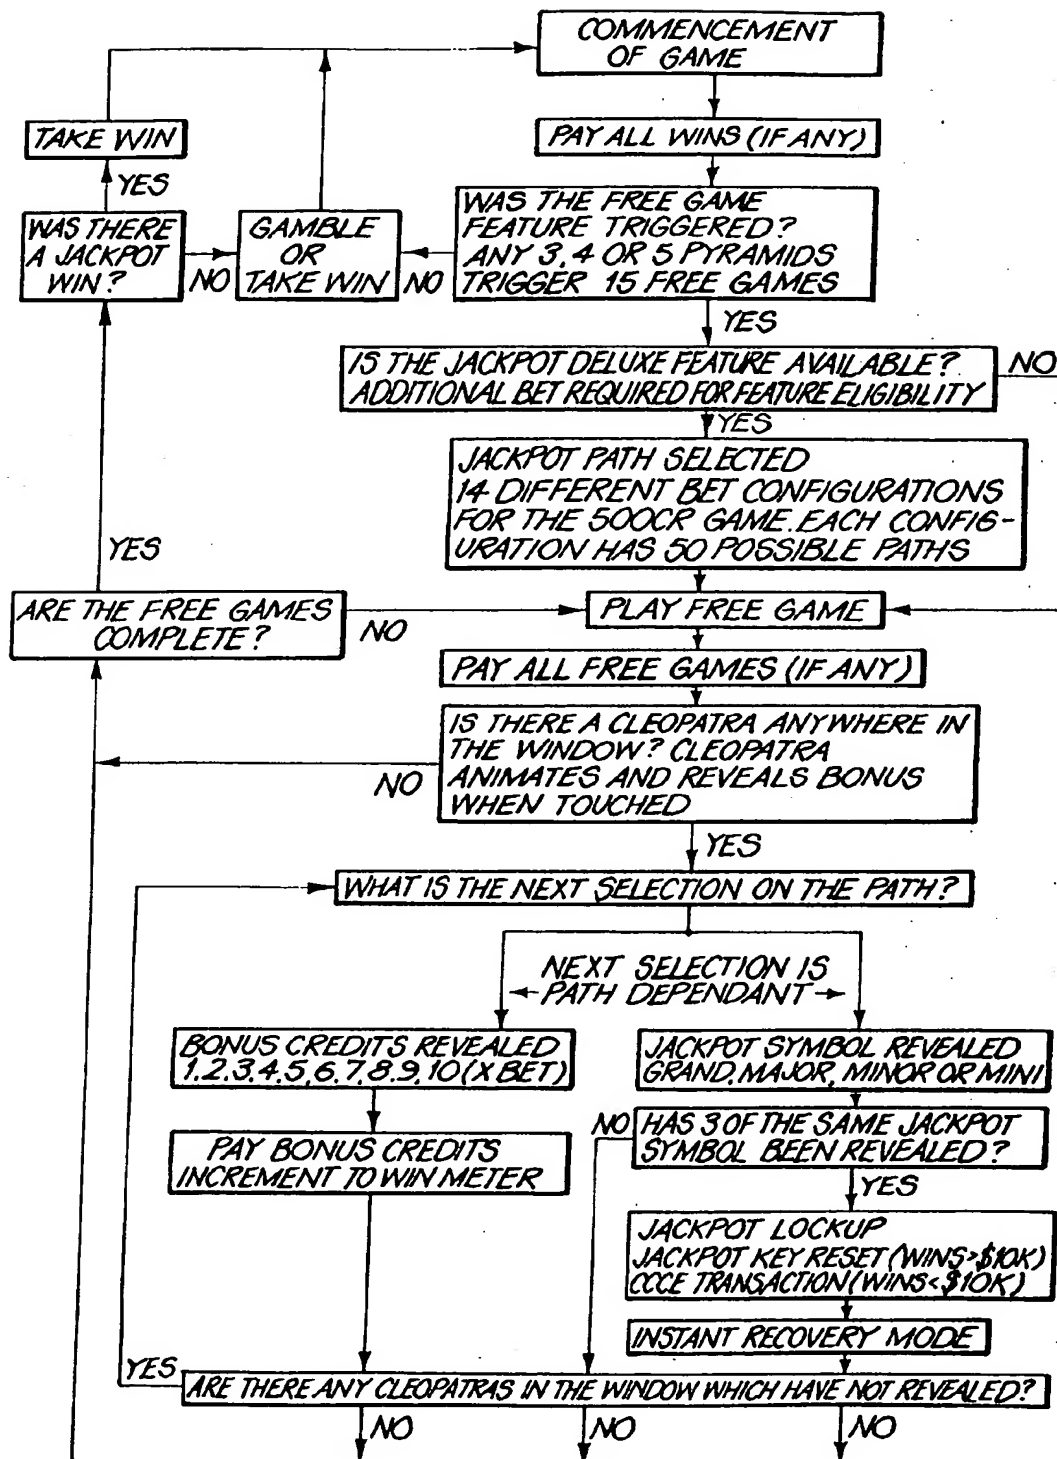 COMMENCEMENT
OF GAME
TAKE WIN
PAY ALL WINS (IF ANY)
YES
WAS THERE
A JACKPOT
WIN?
NO
GAMBLE
OR
TAKE WIN
NO
WAS THE FREE GAME
FEATURE TRIGGERED?
ANY 3, 4 OR 5 PYRAMIDS
TRIGGER 15 FREE GAMES
YES
IS THE JACKPOT DELUXE FEATURE AVAILABLE?
ADDITIONAL BET REQUIRED FOR FEATURE ELIGIBILITY
NO
YES
JACKPOT PATH SELECTED
14 DIFFERENT BET CONFIGURATIONS
FOR THE 500CR GAME. EACH CONFIG-
URATION HAS 50 POSSIBLE PATHS
YES
ARE THE FREE GAMES
COMPLETE?
NO
PLAY FREE GAME
PAY ALL FREE GAMES (IF ANY)
IS THERE A CLEOPATRA ANYWHERE IN
THE WINDOW? CLEOPATRA
ANIMATES AND REVEALS BONUS
WHEN TOUCHED
NO
YES
WHAT IS THE NEXT SELECTION ON THE PATH?
NEXT SELECTION IS
PATH DEPENDANT
BONUS CREDITS REVEALED
1,2,3,4,5,6,7,8,9,10 (X BET)
JACKPOT SYMBOL REVEALED
GRAND, MAJOR, MINOR OR MINI
PAY BONUS CREDITS
INCREMENT TO WIN METER
NO
HAS 3 OF THE SAME JACKPOT
SYMBOL BEEN REVEALED?
YES
JACKPOT LOCKUP
JACKPOT KEY RESET (WINS>$10K)
CCCE TRANSACTION (WINS<$10K)
INSTANT RECOVERY MODE
YES
ARE THERE ANY CLEOPATRAS IN THE WINDOW WHICH HAVE NOT REVEALED?
NO
NO
NO